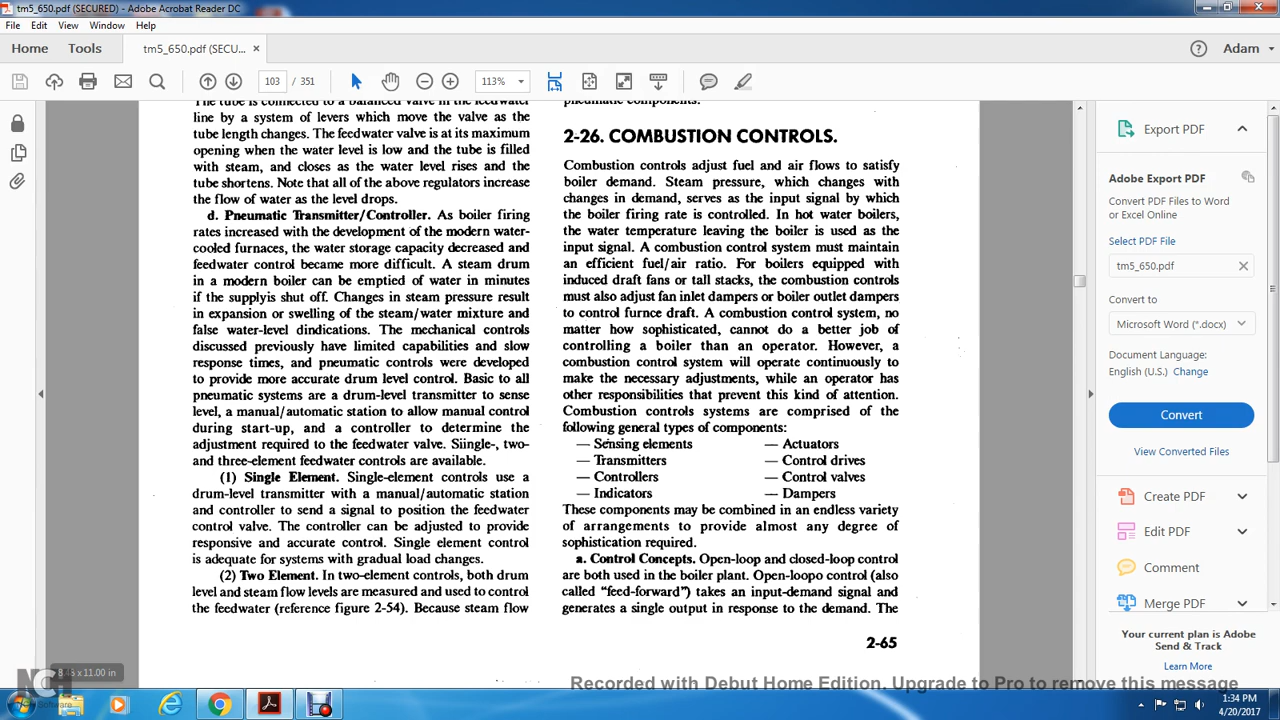 tm5_650.pdf (SECURED) - Adobe Acrobat Reader DC
File Edit View Window Help
Home Tools tm5_650.pdf (SECU... × Adam
103 / 351 113%
The tube is connected to a balanced valve in the feedwater
line by a system of levers which move the valve as the
tube length changes. The feedwater valve is at its maximum
opening when the water level is low and the tube is filled
with steam, and closes as the water level rises and the
tube shortens. Note that all of the above regulators increase
the flow of water as the level drops.
d. Pneumatic Transmitter/Controller. As boiler firing
rates increased with the development of the modern water-
cooled furnaces, the water storage capacity decreased and
feedwater control became more difficult. A steam drum
in a modern boiler can be emptied of water in minutes
if the supplyis shut off. Changes in steam pressure result
in expansion or swelling of the steam/water mixture and
false water-level dindications. The mechanical controls
discussed previously have limited capabilities and slow
response times, and pneumatic controls were developed
to provide more accurate drum level control. Basic to all
pneumatic systems are a drum-level transmitter to sense
level, a manual/automatic station to allow manual control
during start-up, and a controller to determine the
adjustment required to the feedwater valve. Siingle-, two-
and three-element feedwater controls are available.
(1) Single Element. Single-element controls use a
drum-level transmitter with a manual/automatic station
and controller to send a signal to position the feedwater
control valve. The controller can be adjusted to provide
responsive and accurate control. Single element control
is adequate for systems with gradual load changes.
(2) Two Element. In two-element controls, both drum
level and steam flow levels are measured and used to control
the feedwater (reference figure 2-54). Because steam flow
pneumatic components.
2-26. COMBUSTION CONTROLS.
Combustion controls adjust fuel and air flows to satisfy
boiler demand. Steam pressure, which changes with
changes in demand, serves as the input signal by which
the boiler firing rate is controlled. In hot water boilers,
the water temperature leaving the boiler is used as the
input signal. A combustion control system must maintain
an efficient fuel/air ratio. For boilers equipped with
induced draft fans or tall stacks, the combustion controls
must also adjust fan inlet dampers or boiler outlet dampers
to control furnce draft. A combustion control system, no
matter how sophisticated, cannot do a better job of
controlling a boiler than an operator. However, a
combustion control system will operate continuously to
make the necessary adjustments, while an operator has
other responsibilities that prevent this kind of attention.
Combustion controls systems are comprised of the
following general types of components:
— Sensing elements — Actuators
— Transmitters — Control drives
— Controllers — Control valves
— Indicators — Dampers
These components may be combined in an endless variety
of arrangements to provide almost any degree of
sophistication required.
a. Control Concepts. Open-loop and closed-loop control
are both used in the boiler plant. Open-loopo control (also
called "feed-forward") takes an input-demand signal and
generates a single output in response to the demand. The
2-65
Export PDF
Adobe Export PDF
Convert PDF Files to Word
or Excel Online
Select PDF File
tm5_650.pdf
Convert to
Microsoft Word (*.docx)
Document Language:
English (U.S.) Change
Convert
View Converted Files
Create PDF
Edit PDF
Comment
Merge PDF
Your current plan is Adobe
Send & Track
Learn More
8.48 x 11.00 in
NCH
Software
Recorded with Debut Home Edition. Upgrade to Pro to remove this message
1:34 PM
4/20/2017